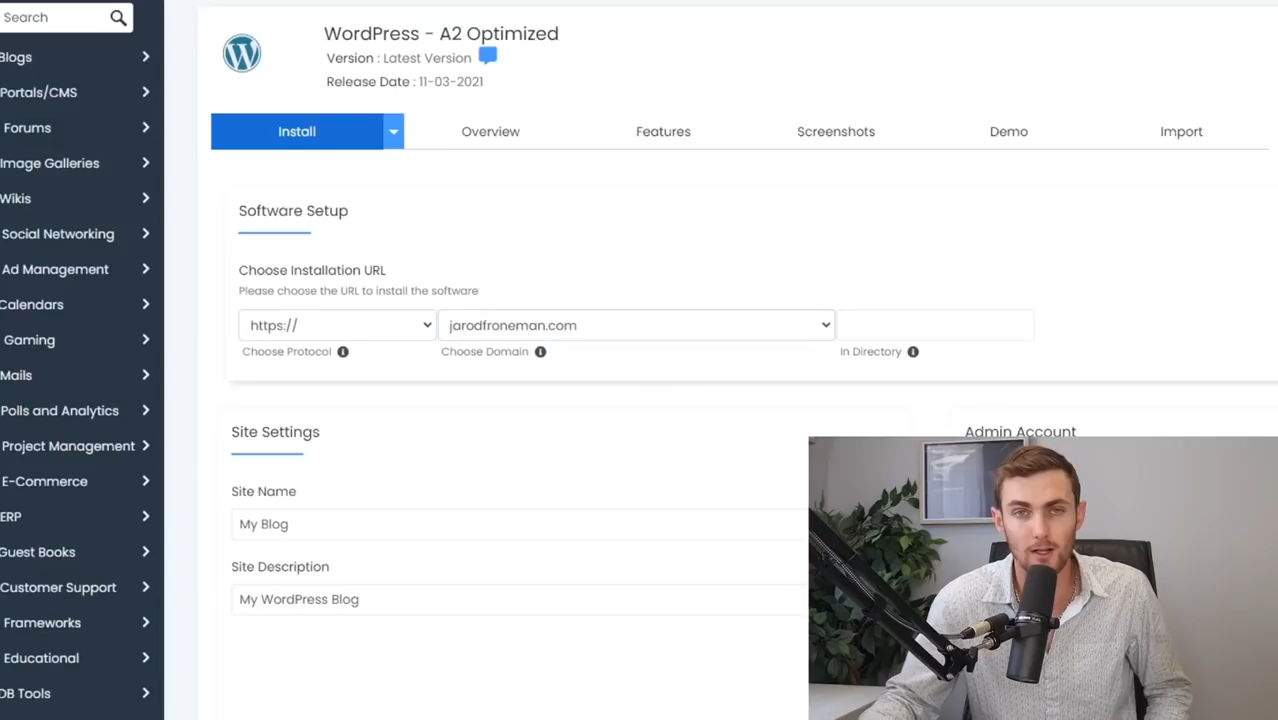 Search
Blogs
Portals/CMS
Forums
Image Galleries
Wikis
Social Networking
Ad Management
Calendars
Gaming
Mails
Polls and Analytics
Project Management
E-Commerce
ERP
Guest Books
Customer Support
Frameworks
Educational
DB Tools
WordPress - A2 Optimized
Version : Latest Version
Release Date : 11-03-2021
Install Overview Features Screenshots Demo Import
Software Setup
Choose Installation URL
Please choose the URL to install the software
https:// jarodfroneman.com
Choose Protocol Choose Domain In Directory
Site Settings
Site Name
My Blog
Site Description
My WordPress Blog
Admin Account